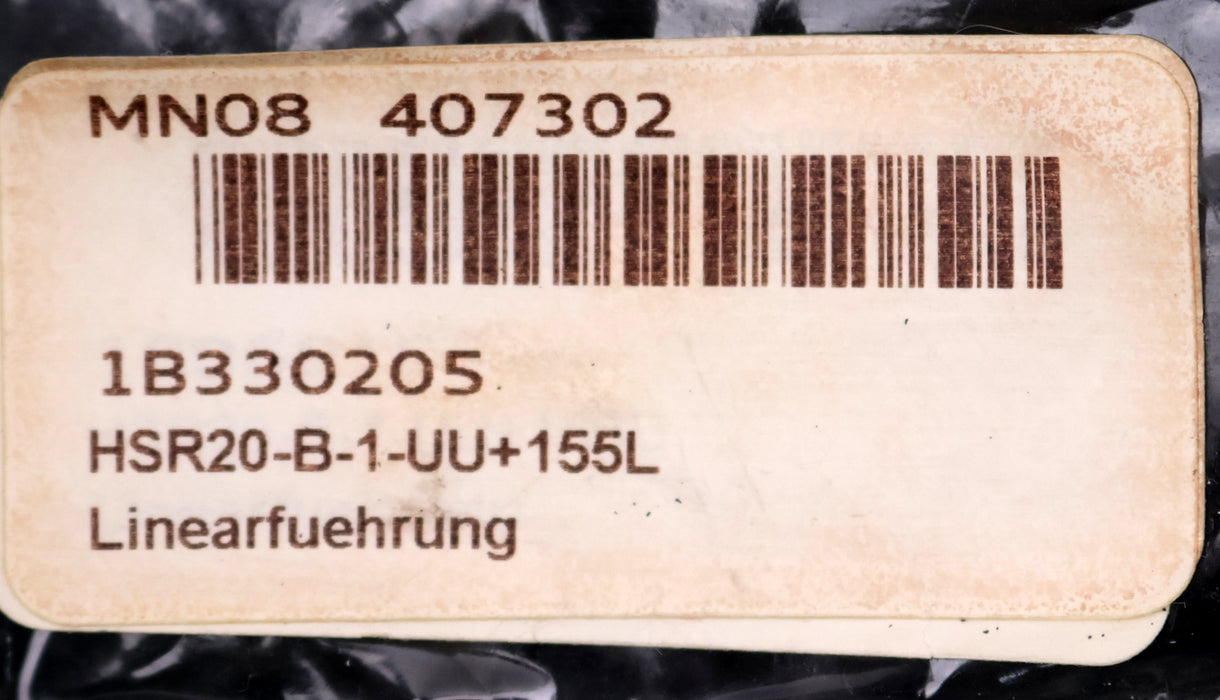 MN08 407302
1B330205
HSR20-B-1-UU+155L
Linearfuehrung